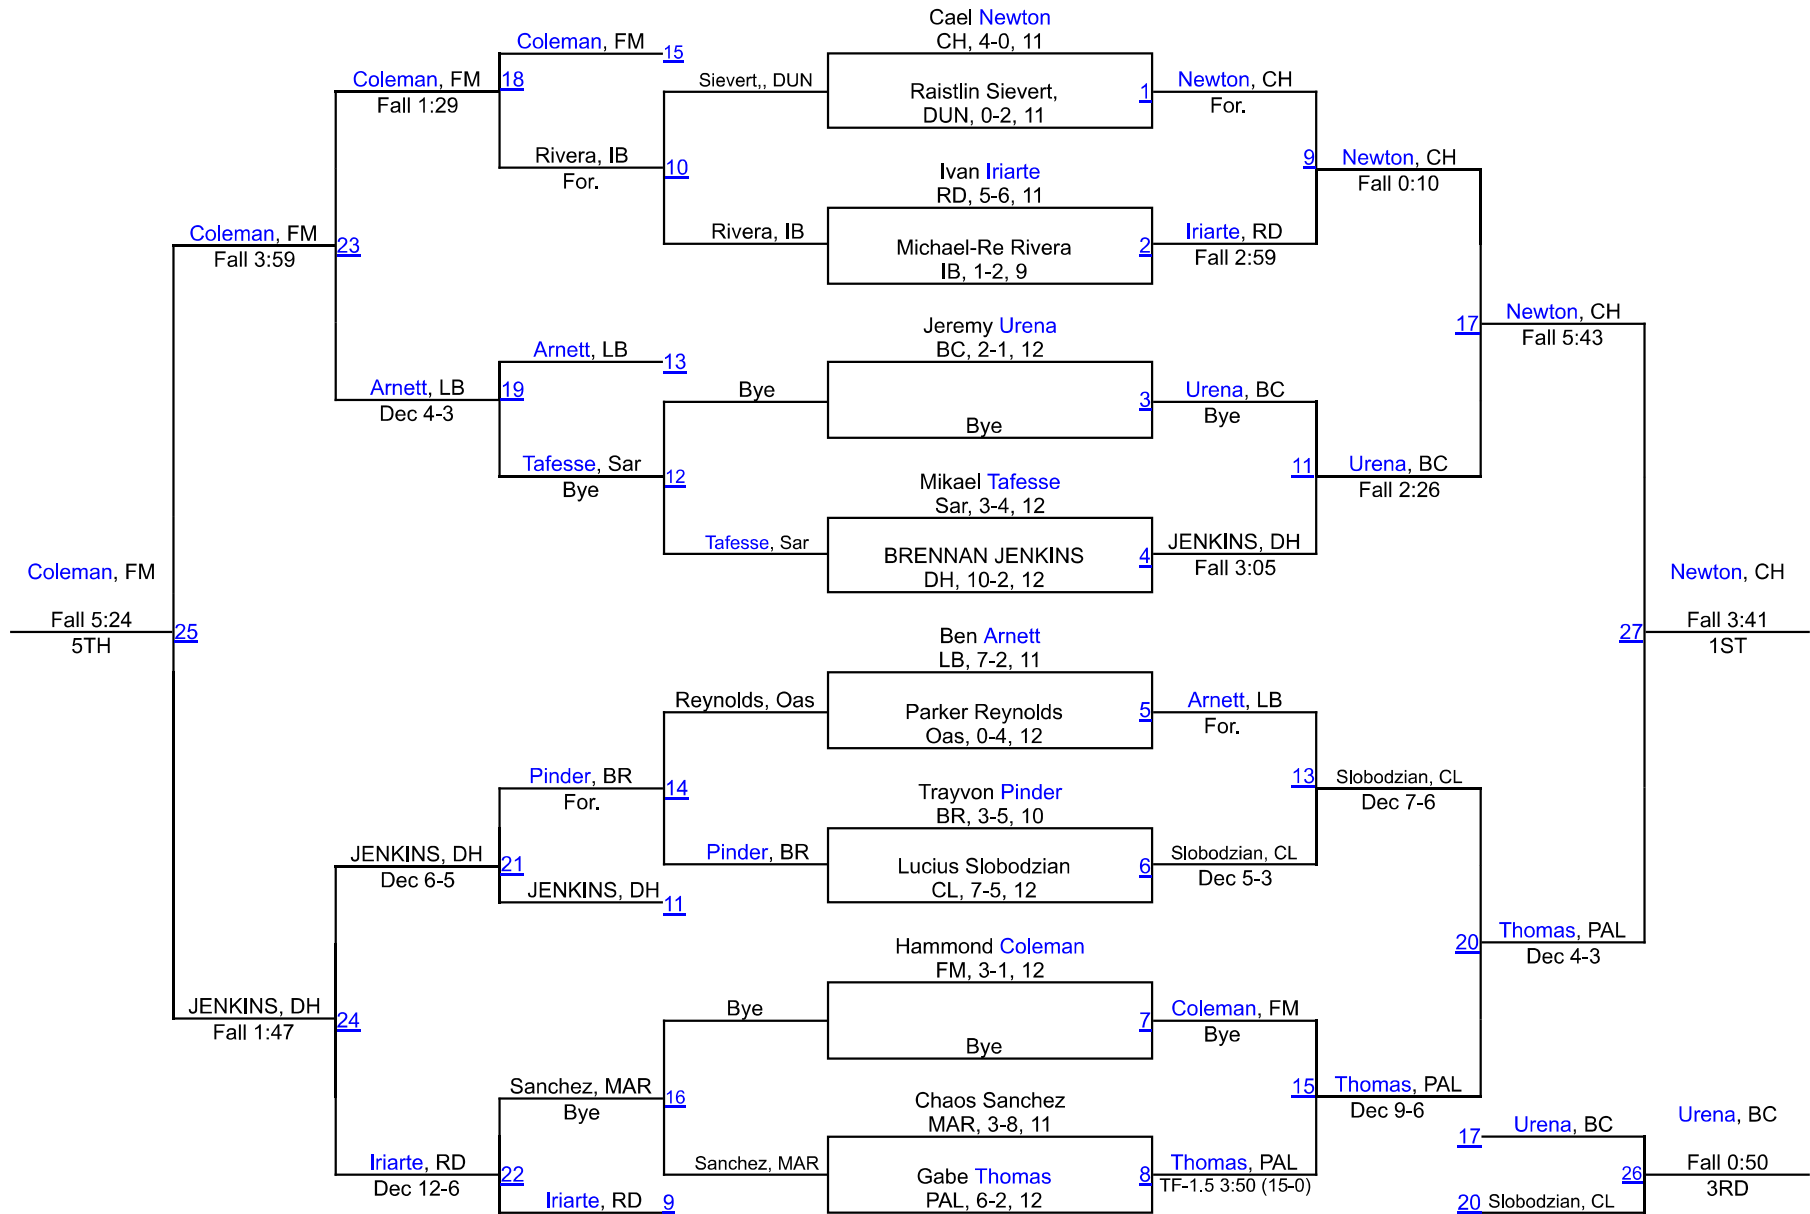 Cael Newton
CH, 4-0, 11
Raistlin Sievert,
DUN, 0-2, 11
1
Ivan Iriarte
RD, 5-6, 11
Michael-Re Rivera
IB, 1-2, 9
2
Jeremy Urena
BC, 2-1, 12
Bye
3
Mikael Tafesse
Sar, 3-4, 12
BRENNAN JENKINS
DH, 10-2, 12
4
Ben Arnett
LB, 7-2, 11
Parker Reynolds
Oas, 0-4, 12
5
Trayvon Pinder
BR, 3-5, 10
Lucius Slobodzian
CL, 7-5, 12
6
Hammond Coleman
FM, 3-1, 12
Bye
7
Chaos Sanchez
MAR, 3-8, 11
Gabe Thomas
PAL, 6-2, 12
8
Newton, CH
For.
9
Iriarte, RD
Fall 2:59
Urena, BC
Bye
11
JENKINS, DH
Fall 3:05
Arnett, LB
For.
13
Slobodzian, CL
Dec 5-3
Coleman, FM
Bye
15
Thomas, PAL
TF-1.5 3:50 (15-0)
Newton, CH
Fall 0:10
17
Urena, BC
Fall 2:26
Slobodzian, CL
Dec 7-6
20
Thomas, PAL
Dec 9-6
Newton, CH
Fall 5:43
27
Thomas, PAL
Dec 4-3
Newton, CH
Fall 3:41
1ST
Urena, BC
17
Slobodzian, CL
20
26
Urena, BC
Fall 0:50
3RD
Sievert,, DUN
10
Rivera, IB
Bye
12
Tafesse, Sar
Reynolds, Oas
14
Pinder, BR
Bye
16
Sanchez, MAR
Coleman, FM
15
18
Rivera, IB
For.
Arnett, LB
13
19
Tafesse, Sar
Bye
Pinder, BR
For.
21
JENKINS, DH
11
Sanchez, MAR
Bye
22
Iriarte, RD
9
Coleman, FM
Fall 1:29
23
Arnett, LB
Dec 4-3
JENKINS, DH
Dec 6-5
24
Iriarte, RD
Dec 12-6
Coleman, FM
Fall 3:59
25
JENKINS, DH
Fall 1:47
Coleman, FM
Fall 5:24
5TH